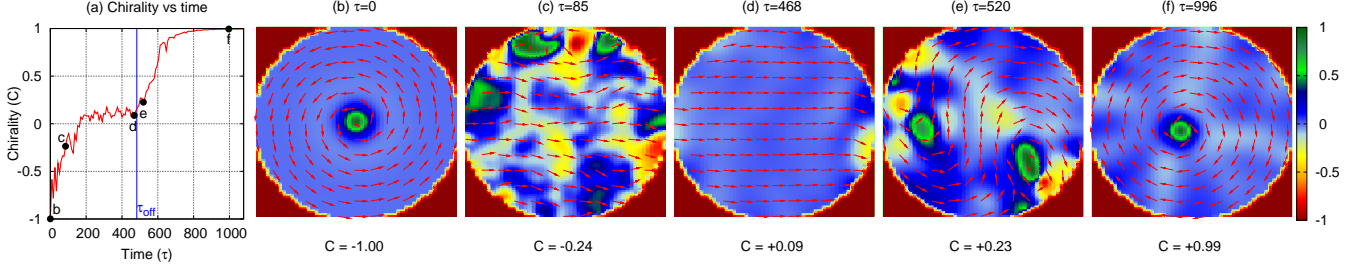 (a) Chirality vs time
(b) τ=0
(c) τ=85
(d) τ=468
(e) τ=520
(f) τ=996
Chirality (C)
1
0.5
0
-0.5
-1
b
c
d
e
f
τoff
0 200 400 600 800 1000
Time (τ)
1
0.5
0
-0.5
-1
C = -1.00
C = -0.24
C = +0.09
C = +0.23
C = +0.99